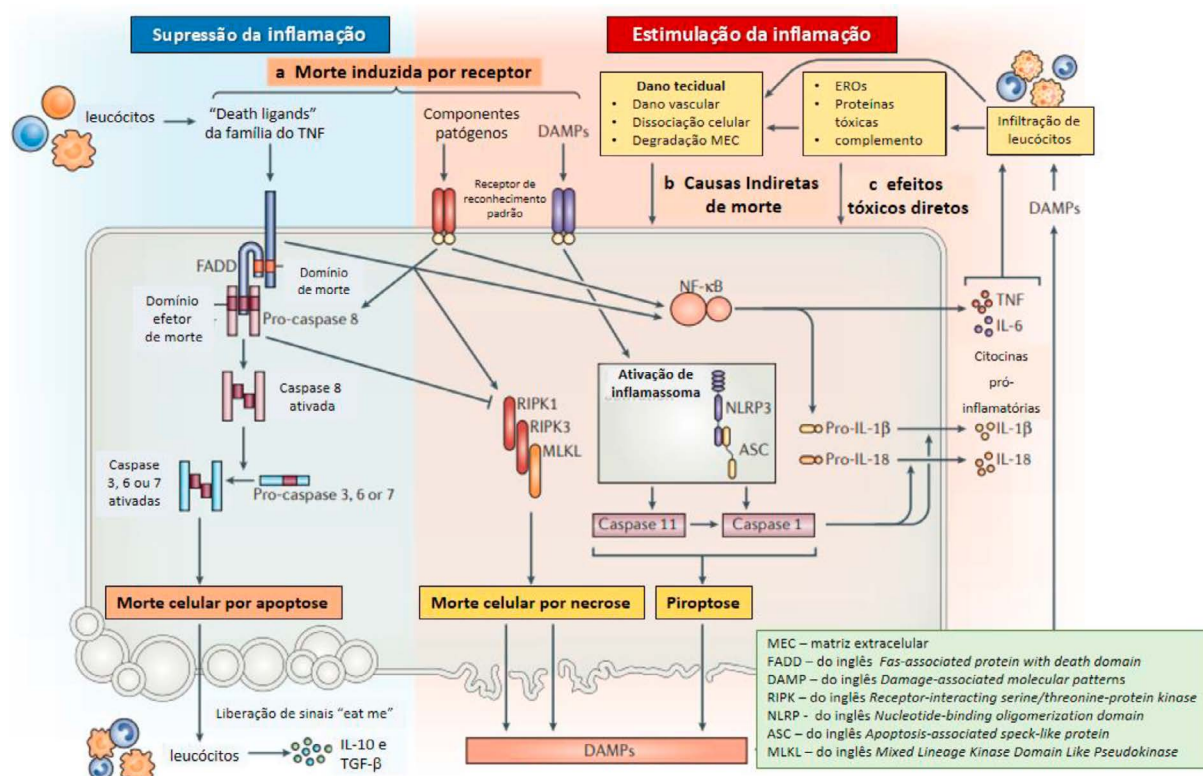 Supressão da inflamação
Estimulação da inflamação
a Morte induzida por receptor
leucócitos
"Death ligands"
da família do TNF
Componentes
patógenos
DAMPs
Receptor de
reconhecimento
padrão
Dano tecidual
• Dano vascular
• Dissociação celular
• Degradação MEC
• EROs
• Proteínas
tóxicas
• complemento
Infiltração de
leucócitos
b Causas Indiretas
de morte
c efeitos
tóxicos diretos
DAMPs
FADD
Domínio
de morte
Domínio
efetor
de morte
Pro-caspase 8
NF-κB
TNF
IL-6
Citocinas
pró-
inflamatórias
Caspase 8
ativada
RIPK1
RIPK3
MLKL
Ativação de
inflamassoma
NLRP3
ASC
Pro-IL-1β
IL-1β
Pro-IL-18
IL-18
Caspase
3, 6 ou 7
ativadas
Pro-caspase 3, 6 or 7
Caspase 11
Caspase 1
Morte celular por apoptose
Morte celular por necrose
Piroptose
Liberação de sinais "eat me"
leucócitos
IL-10 e
TGF-β
DAMPs
MEC – matriz extracelular
FADD – do inglês Fas-associated protein with death domain
DAMP – do inglês Damage-associated molecular patterns
RIPK – do inglês Receptor-interacting serine/threonine-protein kinase
NLRP - do inglês Nucleotide-binding oligomerization domain
ASC – do inglês Apoptosis-associated speck-like protein
MLKL – do inglês Mixed Lineage Kinase Domain Like Pseudokinase